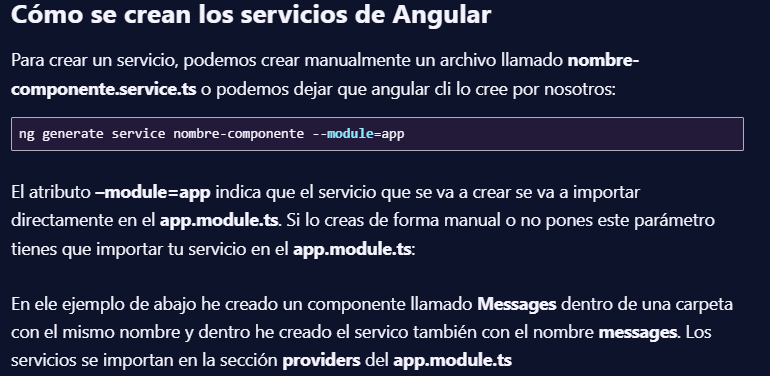 Cómo se crean los servicios de Angular
Para crear un servicio, podemos crear manualmente un archivo llamado nombre-
componente.service.ts o podemos dejar que angular cli lo cree por nosotros:
ng generate service nombre-componente --module=app
El atributo –module=app indica que el servicio que se va a crear se va a importar
directamente en el app.module.ts. Si lo creas de forma manual o no pones este parámetro
tienes que importar tu servicio en el app.module.ts:
En ele ejemplo de abajo he creado un componente llamado Messages dentro de una carpeta
con el mismo nombre y dentro he creado el servico también con el nombre messages. Los
servicios se importan en la sección providers del app.module.ts